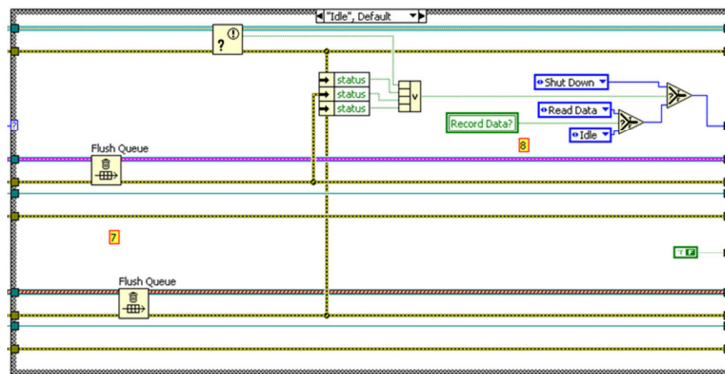 "Idle", Default
?
status
status
status
v
Shut Down
Read Data
Record Data?
Idle
?
?
8
?
Flush Queue
7
T F
Flush Queue